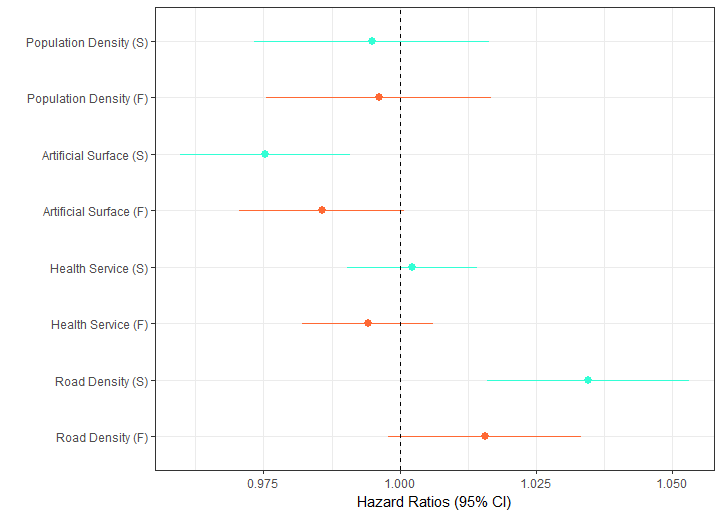 Population Density (S)
Population Density (F)
Artificial Surface (S)
Artificial Surface (F)
Health Service (S)
Health Service (F)
Road Density (S)
Road Density (F)
0.975 1.000 1.025 1.050
Hazard Ratios (95% CI)